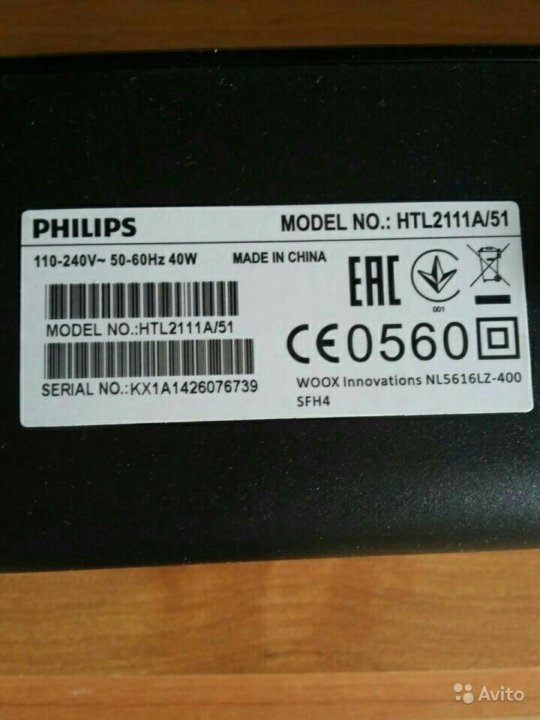 PHILIPS
MODEL NO.: HTL2111A/51
110-240V~ 50-60Hz 40W
MADE IN CHINA
EAC
001
MODEL NO.:HTL2111A/51
CE0560
SERIAL NO.:KX1A1426076739
WOOX Innovations NL5616LZ-400
SFH4
Avito